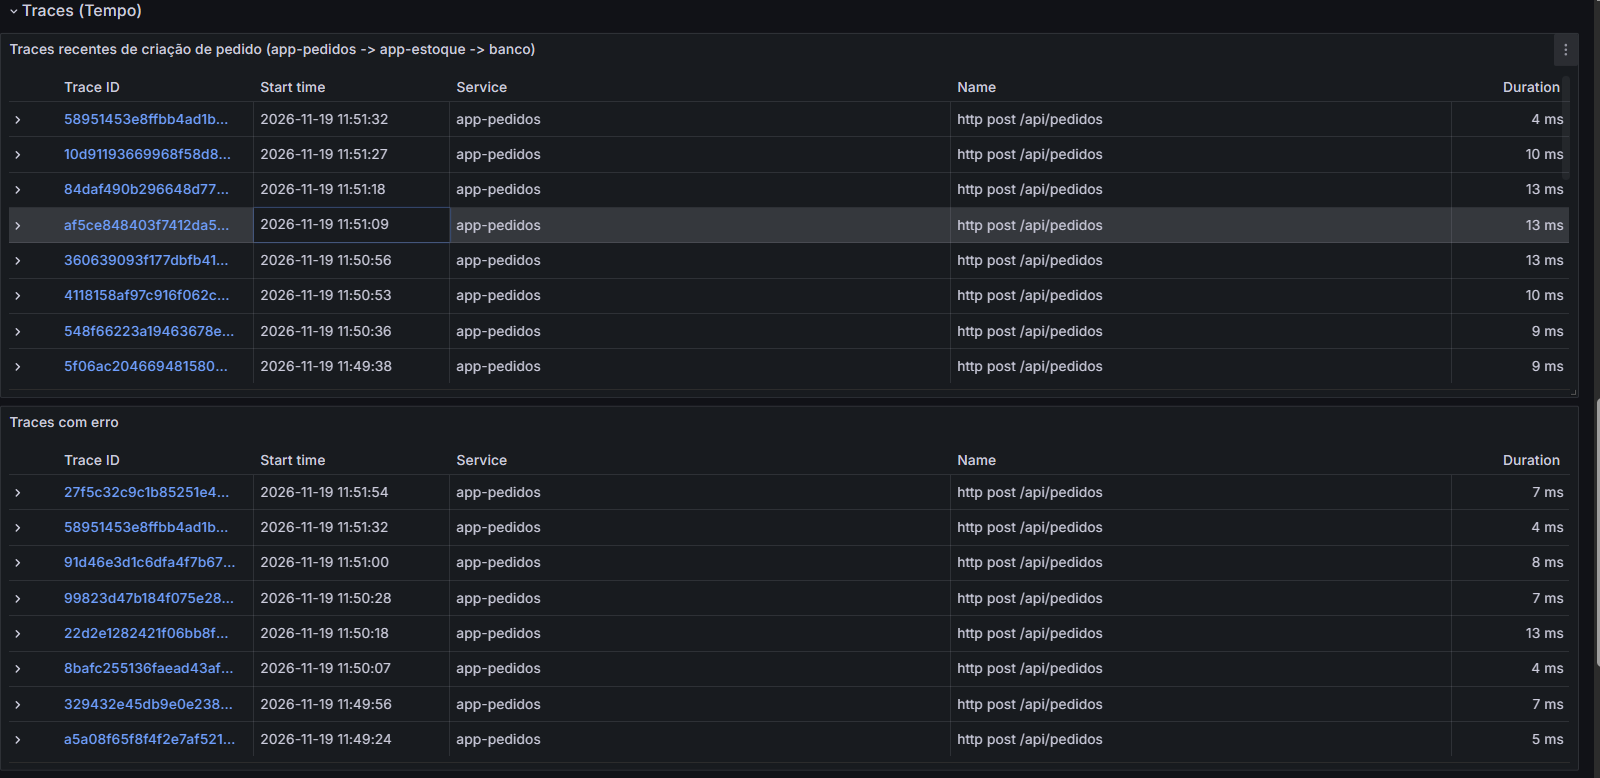 Traces (Tempo)
Traces recentes de criação de pedido (app-pedidos -> app-estoque -> banco)
Trace ID Start time Service Name Duration
58951453e8ffbb4ad1b... 2026-11-19 11:51:32 app-pedidos http post /api/pedidos 4 ms
10d91193669968f58d8... 2026-11-19 11:51:27 app-pedidos http post /api/pedidos 10 ms
84daf490b296648d77... 2026-11-19 11:51:18 app-pedidos http post /api/pedidos 13 ms
af5ce848403f7412da5... 2026-11-19 11:51:09 app-pedidos http post /api/pedidos 13 ms
360639093f177dbfb41... 2026-11-19 11:50:56 app-pedidos http post /api/pedidos 13 ms
4118158af97c916f062c... 2026-11-19 11:50:53 app-pedidos http post /api/pedidos 10 ms
548f66223a19463678e... 2026-11-19 11:50:36 app-pedidos http post /api/pedidos 9 ms
5f06ac204669481580... 2026-11-19 11:49:38 app-pedidos http post /api/pedidos 9 ms
Traces com erro
Trace ID Start time Service Name Duration
27f5c32c9c1b85251e4... 2026-11-19 11:51:54 app-pedidos http post /api/pedidos 7 ms
58951453e8ffbb4ad1b... 2026-11-19 11:51:32 app-pedidos http post /api/pedidos 4 ms
91d46e3d1c6dfa4f7b67... 2026-11-19 11:51:00 app-pedidos http post /api/pedidos 8 ms
99823d47b184f075e28... 2026-11-19 11:50:28 app-pedidos http post /api/pedidos 7 ms
22d2e1282421f06bb8f... 2026-11-19 11:50:18 app-pedidos http post /api/pedidos 13 ms
8bafc255136faead43af... 2026-11-19 11:50:07 app-pedidos http post /api/pedidos 4 ms
329432e45db9e0e238... 2026-11-19 11:49:56 app-pedidos http post /api/pedidos 7 ms
a5a08f65f8f4f2e7af521... 2026-11-19 11:49:24 app-pedidos http post /api/pedidos 5 ms